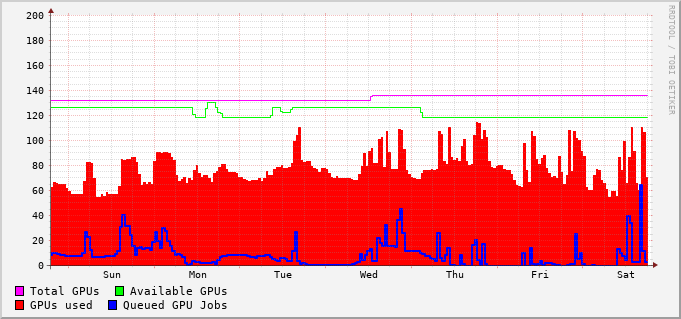 200
180
160
140
120
100
80
60
40
20
0
Sun Mon Tue Wed Thu Fri Sat
Total GPUs Available GPUs
GPUs used Queued GPU Jobs
RRDTOOL / TOBI OETIKER